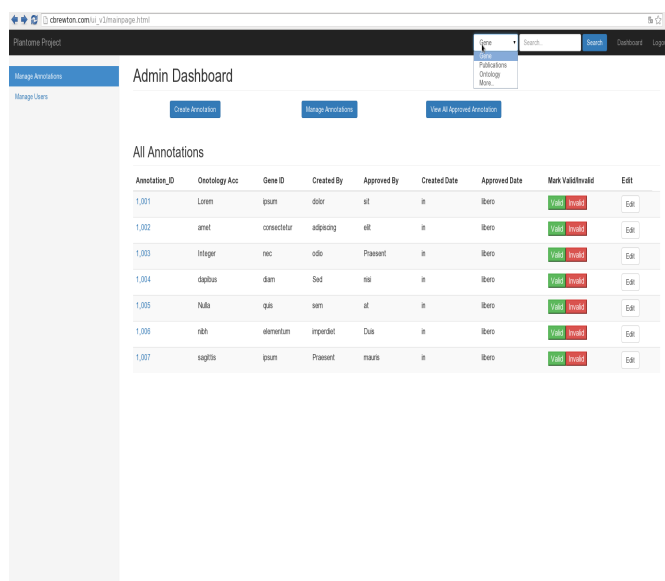 cbrewton.com/ui_v1/mainpage.html
Plantome Project Gene Search... Search Dashboard Logo
Gene
Publications
Ontology
More..
Manage Annotations
Manage Users
Admin Dashboard
Create Annotation Manage Annotations View All Approved Annotation
All Annotations
Annotation_ID Onotology Acc Gene ID Created By Approved By Created Date Approved Date Mark Valid/Invalid Edit
1,001 Lorem ipsum dolor sit in libero Valid Invalid Edit
1,002 amet consectetur adipiscing elit in libero Valid Invalid Edit
1,003 Integer nec odio Praesent in libero Valid Invalid Edit
1,004 dapibus diam Sed nisi in libero Valid Invalid Edit
1,005 Nulla quis sem at in libero Valid Invalid Edit
1,006 nibh elementum imperdiet Duis in libero Valid Invalid Edit
1,007 sagittis ipsum Praesent mauris in libero Valid Invalid Edit